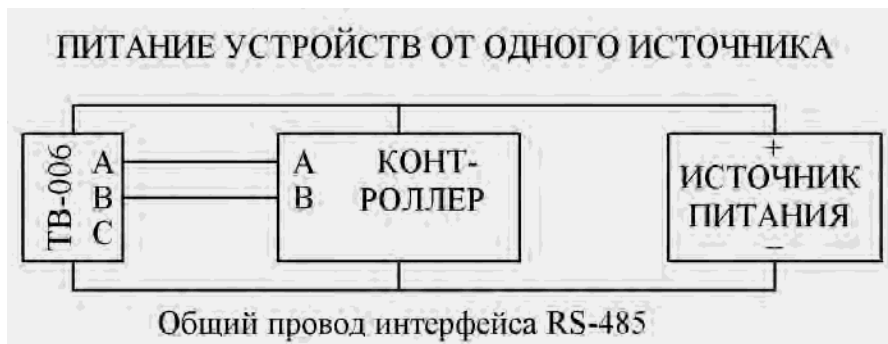 ПИТАНИЕ УСТРОЙСТВ ОТ ОДНОГО ИСТОЧНИКА
ТВ-006
А
В
С
А
В
КОНТ-
РОЛЛЕР
+
ИСТОЧНИК
ПИТАНИЯ
–
Общий провод интерфейса RS-485